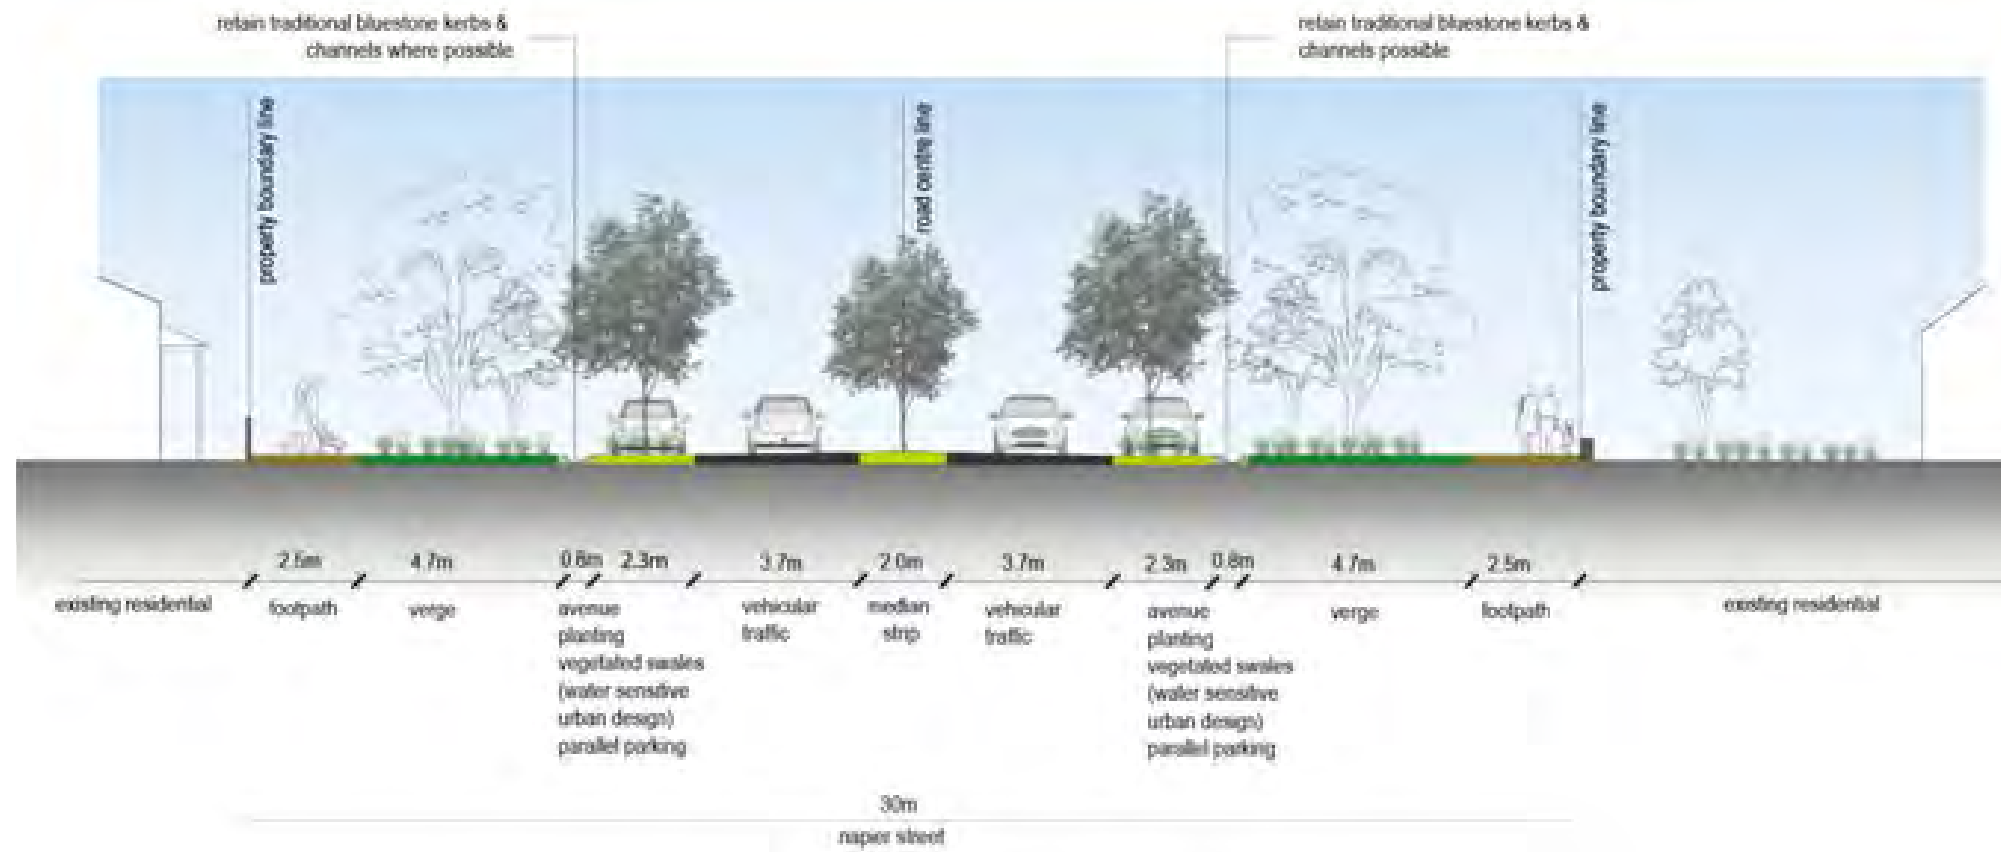 retain traditional bluestone kerbs &
channels where possible
retain traditional bluestone kerbs &
channels possible
property boundary line
road centre line
property boundary line
2.5m
4.7m
0.8m
2.3m
3.7m
2.0m
3.7m
2.3m
0.8m
4.7m
2.5m
existing residential
footpath
verge
avenue
planting
vegetated swales
(water sensitive
urban design)
parallel parking
vehicular
traffic
median
strip
vehicular
traffic
avenue
planting
vegetated swales
(water sensitive
urban design)
parallel parking
verge
footpath
existing residential
30m
napier street